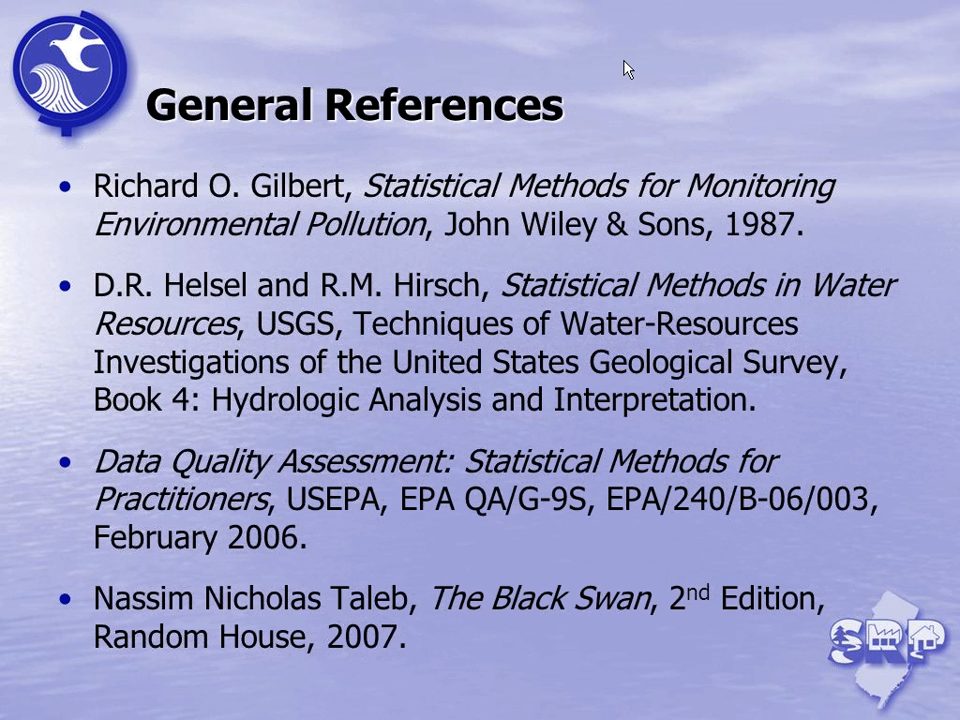 General References
• Richard O. Gilbert, Statistical Methods for Monitoring
Environmental Pollution, John Wiley & Sons, 1987.
• D.R. Helsel and R.M. Hirsch, Statistical Methods in Water
Resources, USGS, Techniques of Water-Resources
Investigations of the United States Geological Survey,
Book 4: Hydrologic Analysis and Interpretation.
• Data Quality Assessment: Statistical Methods for
Practitioners, USEPA, EPA QA/G-9S, EPA/240/B-06/003,
February 2006.
• Nassim Nicholas Taleb, The Black Swan, 2nd Edition,
Random House, 2007.
SRP